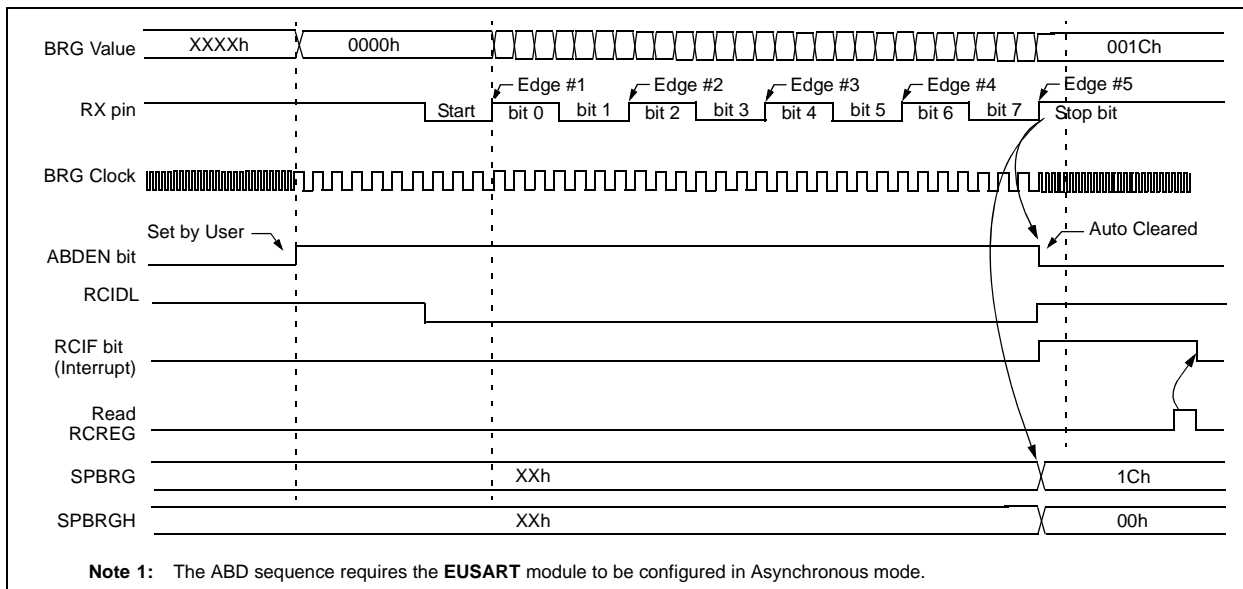 BRG Value
XXXXh
0000h
001Ch
Edge #1
Edge #2
Edge #3
Edge #4
Edge #5
RX pin
Start
bit 0
bit 1
bit 2
bit 3
bit 4
bit 5
bit 6
bit 7
Stop bit
BRG Clock
Set by User
Auto Cleared
ABDEN bit
RCIDL
RCIF bit
(Interrupt)
Read
RCREG
SPBRG
XXh
1Ch
SPBRGH
XXh
00h
Note 1: The ABD sequence requires the EUSART module to be configured in Asynchronous mode.